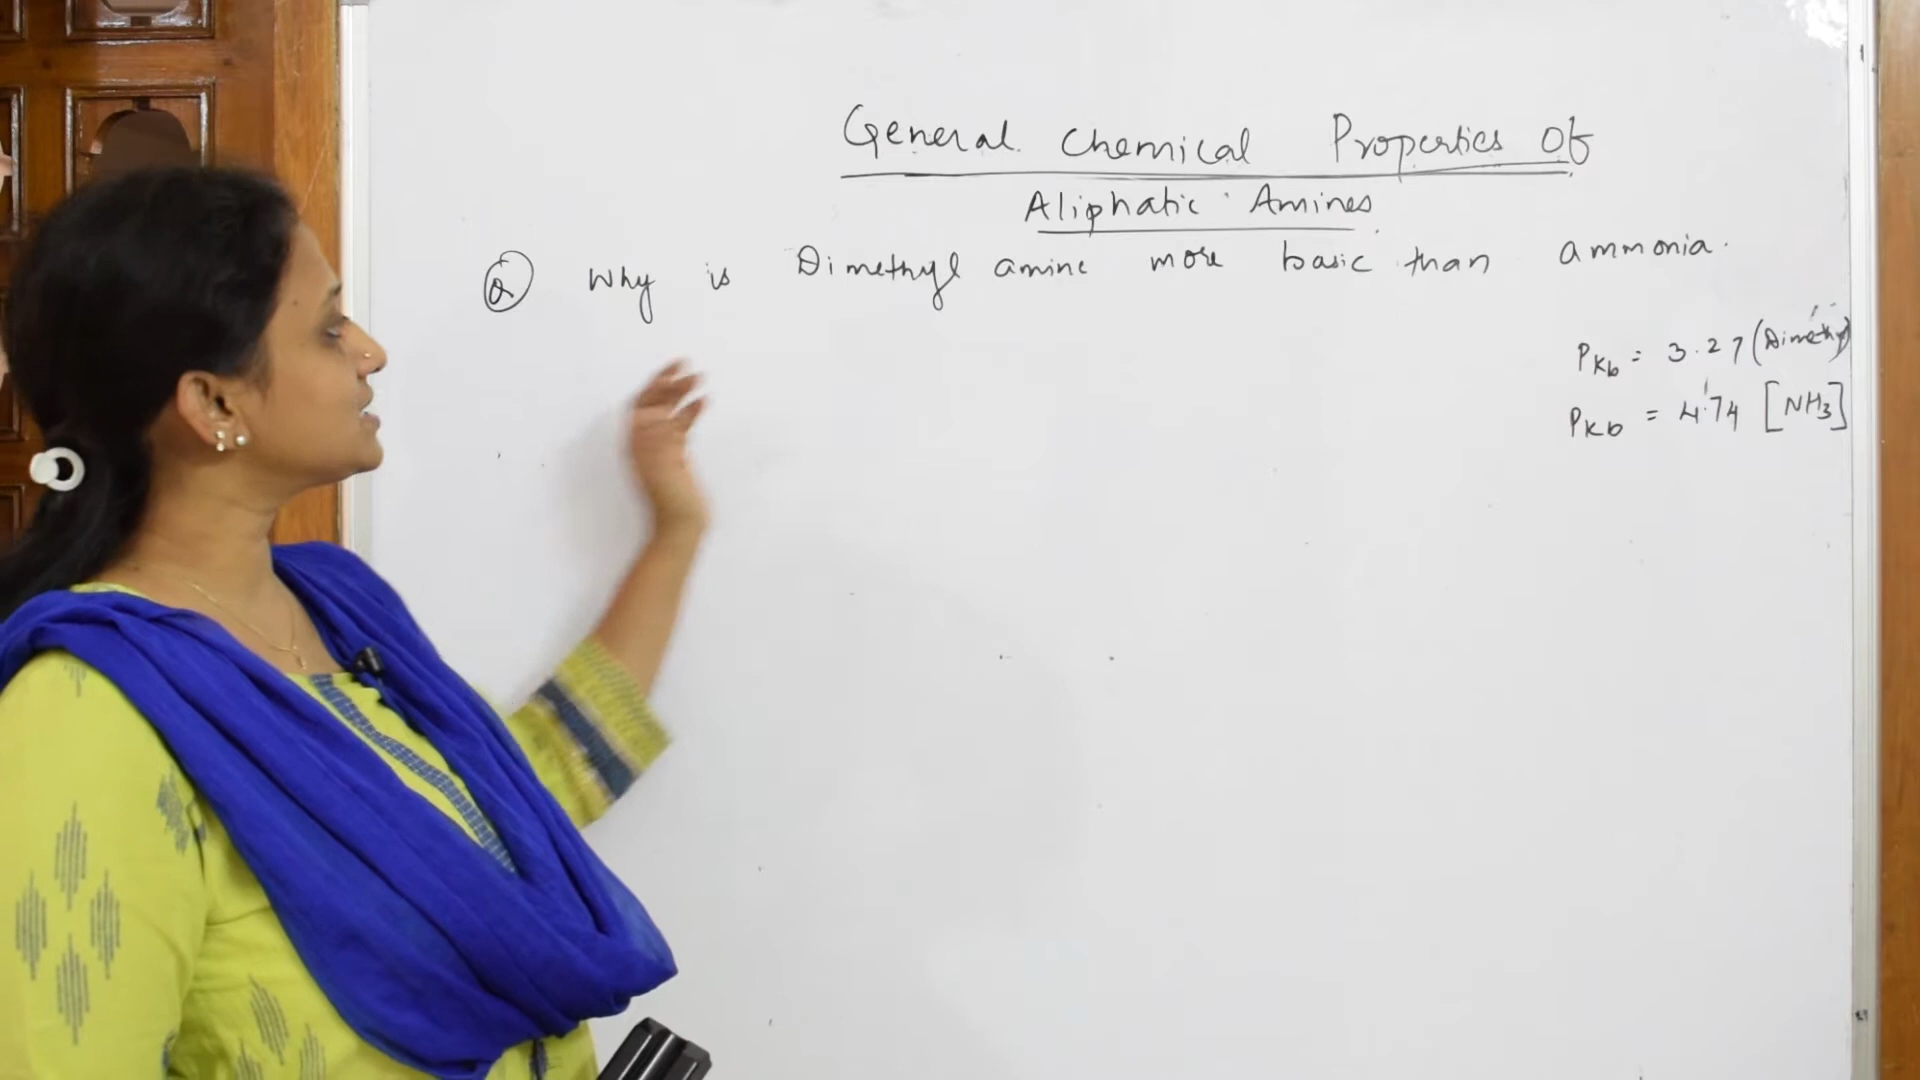 General Chemical Properties Of
Aliphatic Amines
Q Why is Dimethyl amine more basic than ammonia.
PKb = 3.27 (Dimethy)
PKb = 4.74 [NH3]